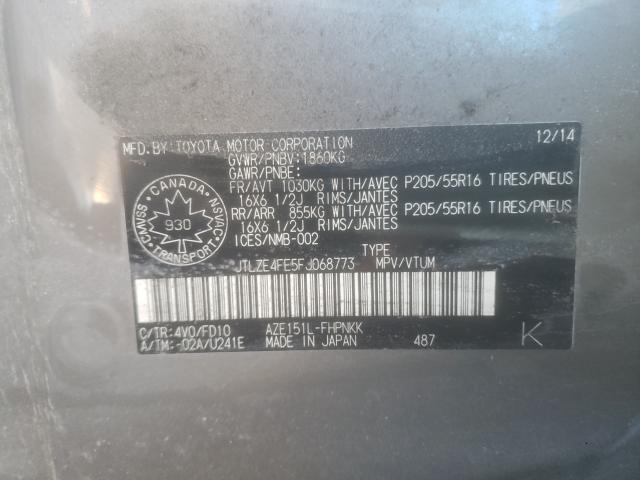 MFD.BY:TOYOTA MOTOR CORPORATION 12/14
GVWR/PNBV:1860KG
GAWR/PNBE:
FR/AVT 1030KG WITH/AVEC P205/55R16 TIRES/PNEUS
16X6 1/2J RIMS/JANTES
RR/ARR 855KG WITH/AVEC P205/55R16 TIRES/PNEUS
16X6 1/2J RIMS/JANTES
ICES/NMB-002
CANADA
CMVSS NSVAC
930
TRANSPORT
TYPE
JTLZE4FE5FJ068773 MPV/VTUM
C/TR:4V0/FD10 AZE151L-FHPNKK
A/TM:-02A/U241E MADE IN JAPAN 487 K